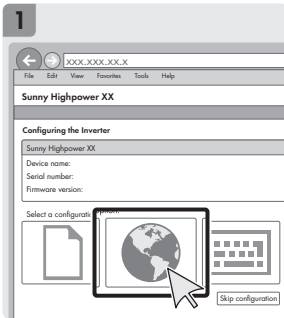 1
xxx.xxx.xx.x
File Edit View Favorites Tools Help
Sunny Highpower XX
Configuring the Inverter
Sunny Highpower XX
Device name:
Serial number:
Firmware version:
Select a configuration option:
Skip configuration